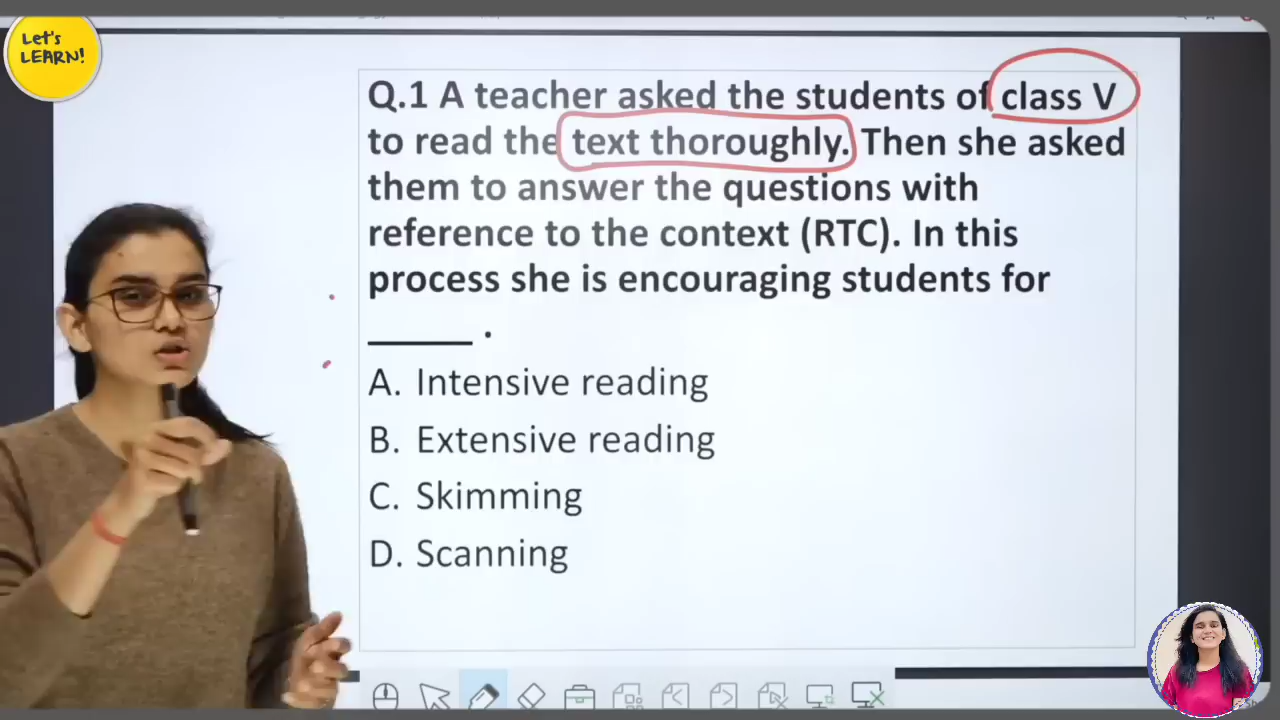 Let's
LEARN!
Q.1 A teacher asked the students of class V
to read the text thoroughly. Then she asked
them to answer the questions with
reference to the context (RTC). In this
process she is encouraging students for
______ .
A. Intensive reading
B. Extensive reading
C. Skimming
D. Scanning